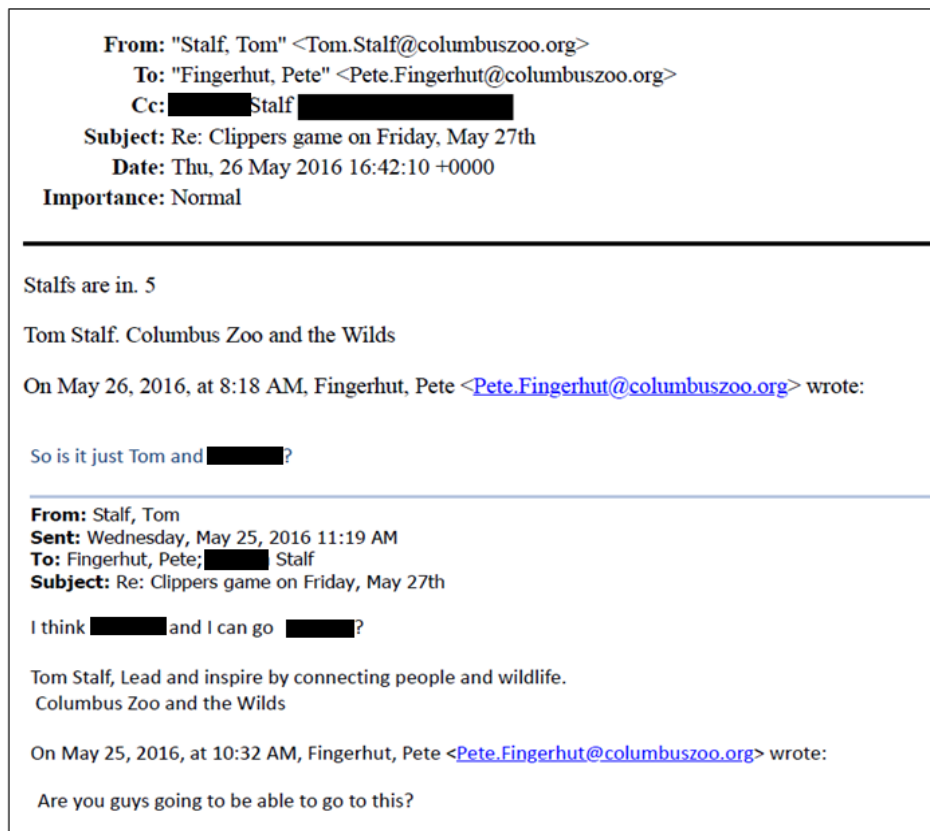 From: "Stalf, Tom" <Tom.Stalf@columbuszoo.org>
To: "Fingerhut, Pete" <Pete.Fingerhut@columbuszoo.org>
Cc: Stalf
Subject: Re: Clippers game on Friday, May 27th
Date: Thu, 26 May 2016 16:42:10 +0000
Importance: Normal
Stalfs are in. 5
Tom Stalf. Columbus Zoo and the Wilds
On May 26, 2016, at 8:18 AM, Fingerhut, Pete <Pete.Fingerhut@columbuszoo.org> wrote:
So is it just Tom and ?
From: Stalf, Tom
Sent: Wednesday, May 25, 2016 11:19 AM
To: Fingerhut, Pete; Stalf
Subject: Re: Clippers game on Friday, May 27th
I think and I can go ?
Tom Stalf, Lead and inspire by connecting people and wildlife.
Columbus Zoo and the Wilds
On May 25, 2016, at 10:32 AM, Fingerhut, Pete <Pete.Fingerhut@columbuszoo.org> wrote:
Are you guys going to be able to go to this?